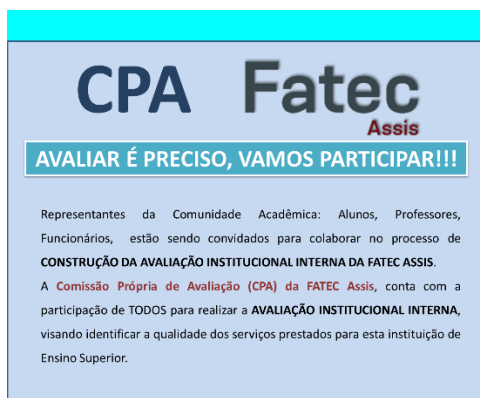 CPA Fatec
Assis
AVALIAR É PRECISO, VAMOS PARTICIPAR!!!
Representantes da Comunidade Acadêmica: Alunos, Professores,
Funcionários, estão sendo convidados para colaborar no processo de
CONSTRUÇÃO DA AVALIAÇÃO INSTITUCIONAL INTERNA DA FATEC ASSIS.
A Comissão Própria de Avaliação (CPA) da FATEC Assis, conta com a
participação de TODOS para realizar a AVALIAÇÃO INSTITUCIONAL INTERNA,
visando identificar a qualidade dos serviços prestados para esta instituição de
Ensino Superior.